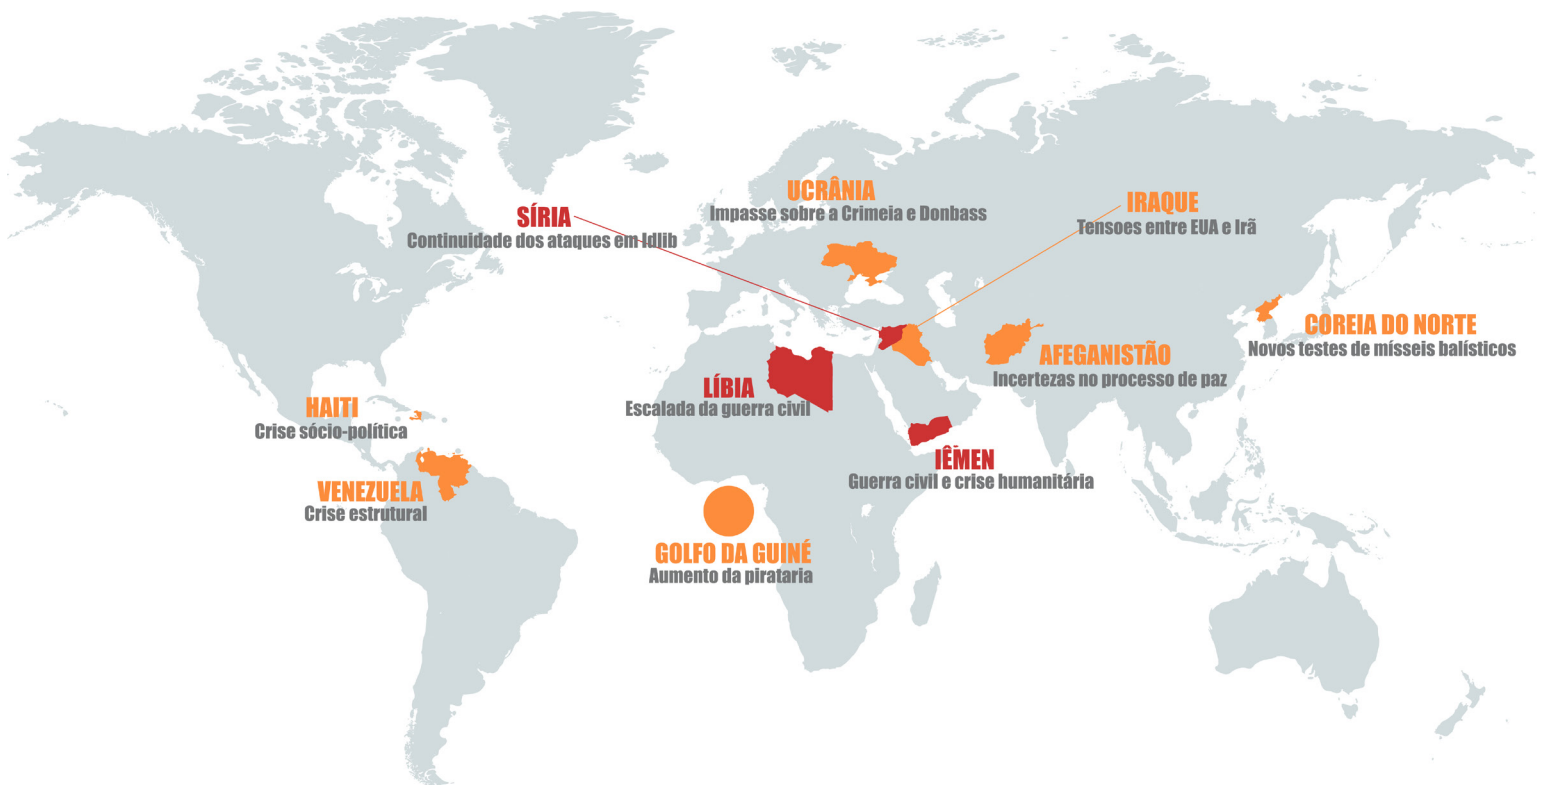 UCRÂNIA
Impasse sobre a Crimeia e Donbass
IRAQUE
Tensoes entre EUA e Irã
SÍRIA
Continuidade dos ataques em Idlib
COREIA DO NORTE
Novos testes de mísseis balísticos
AFEGANISTÃO
Incertezas no processo de paz
LÍBIA
Escalada da guerra civil
HAITI
Crise sócio-política
IÊMEN
Guerra civil e crise humanitária
VENEZUELA
Crise estrutural
GOLFO DA GUINÉ
Aumento da pirataria